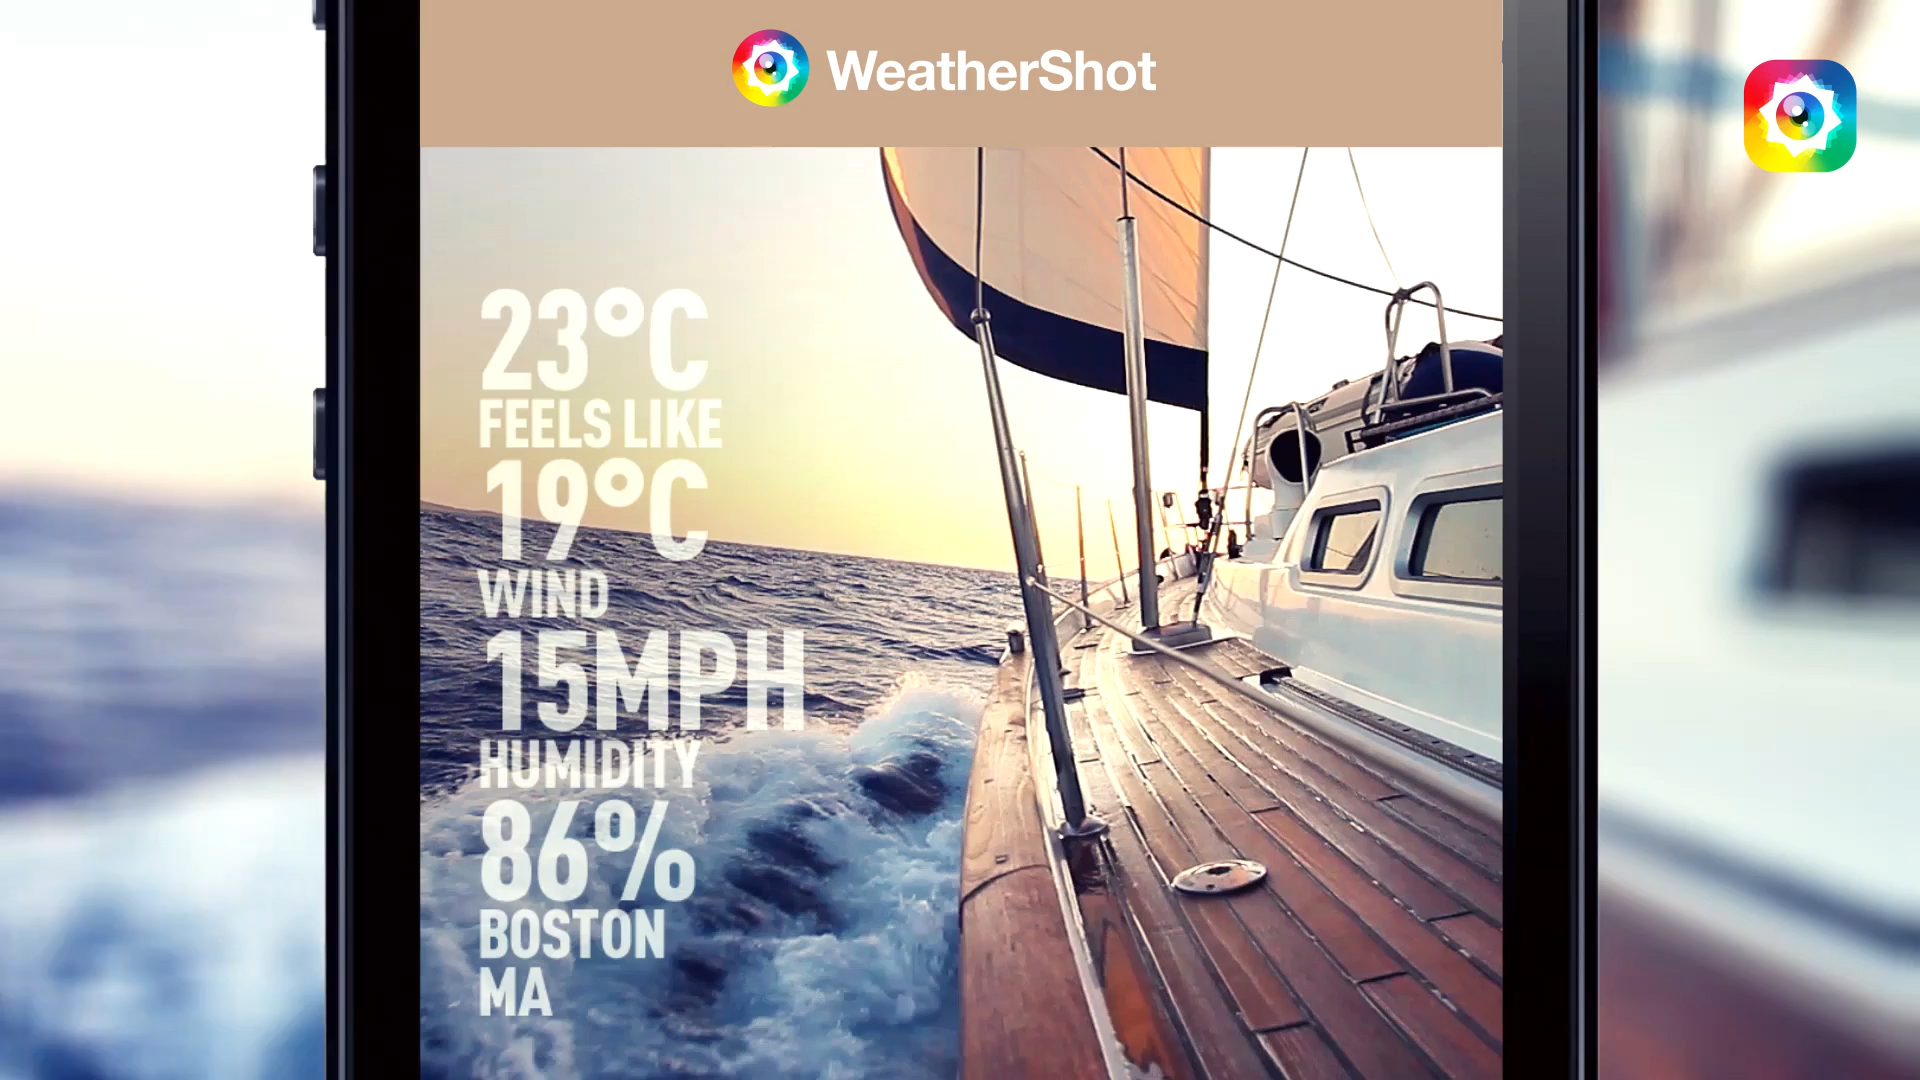 WeatherShot
23°C
FEELS LIKE
19°C
WIND
15MPH
HUMIDITY
86%
BOSTON
MA